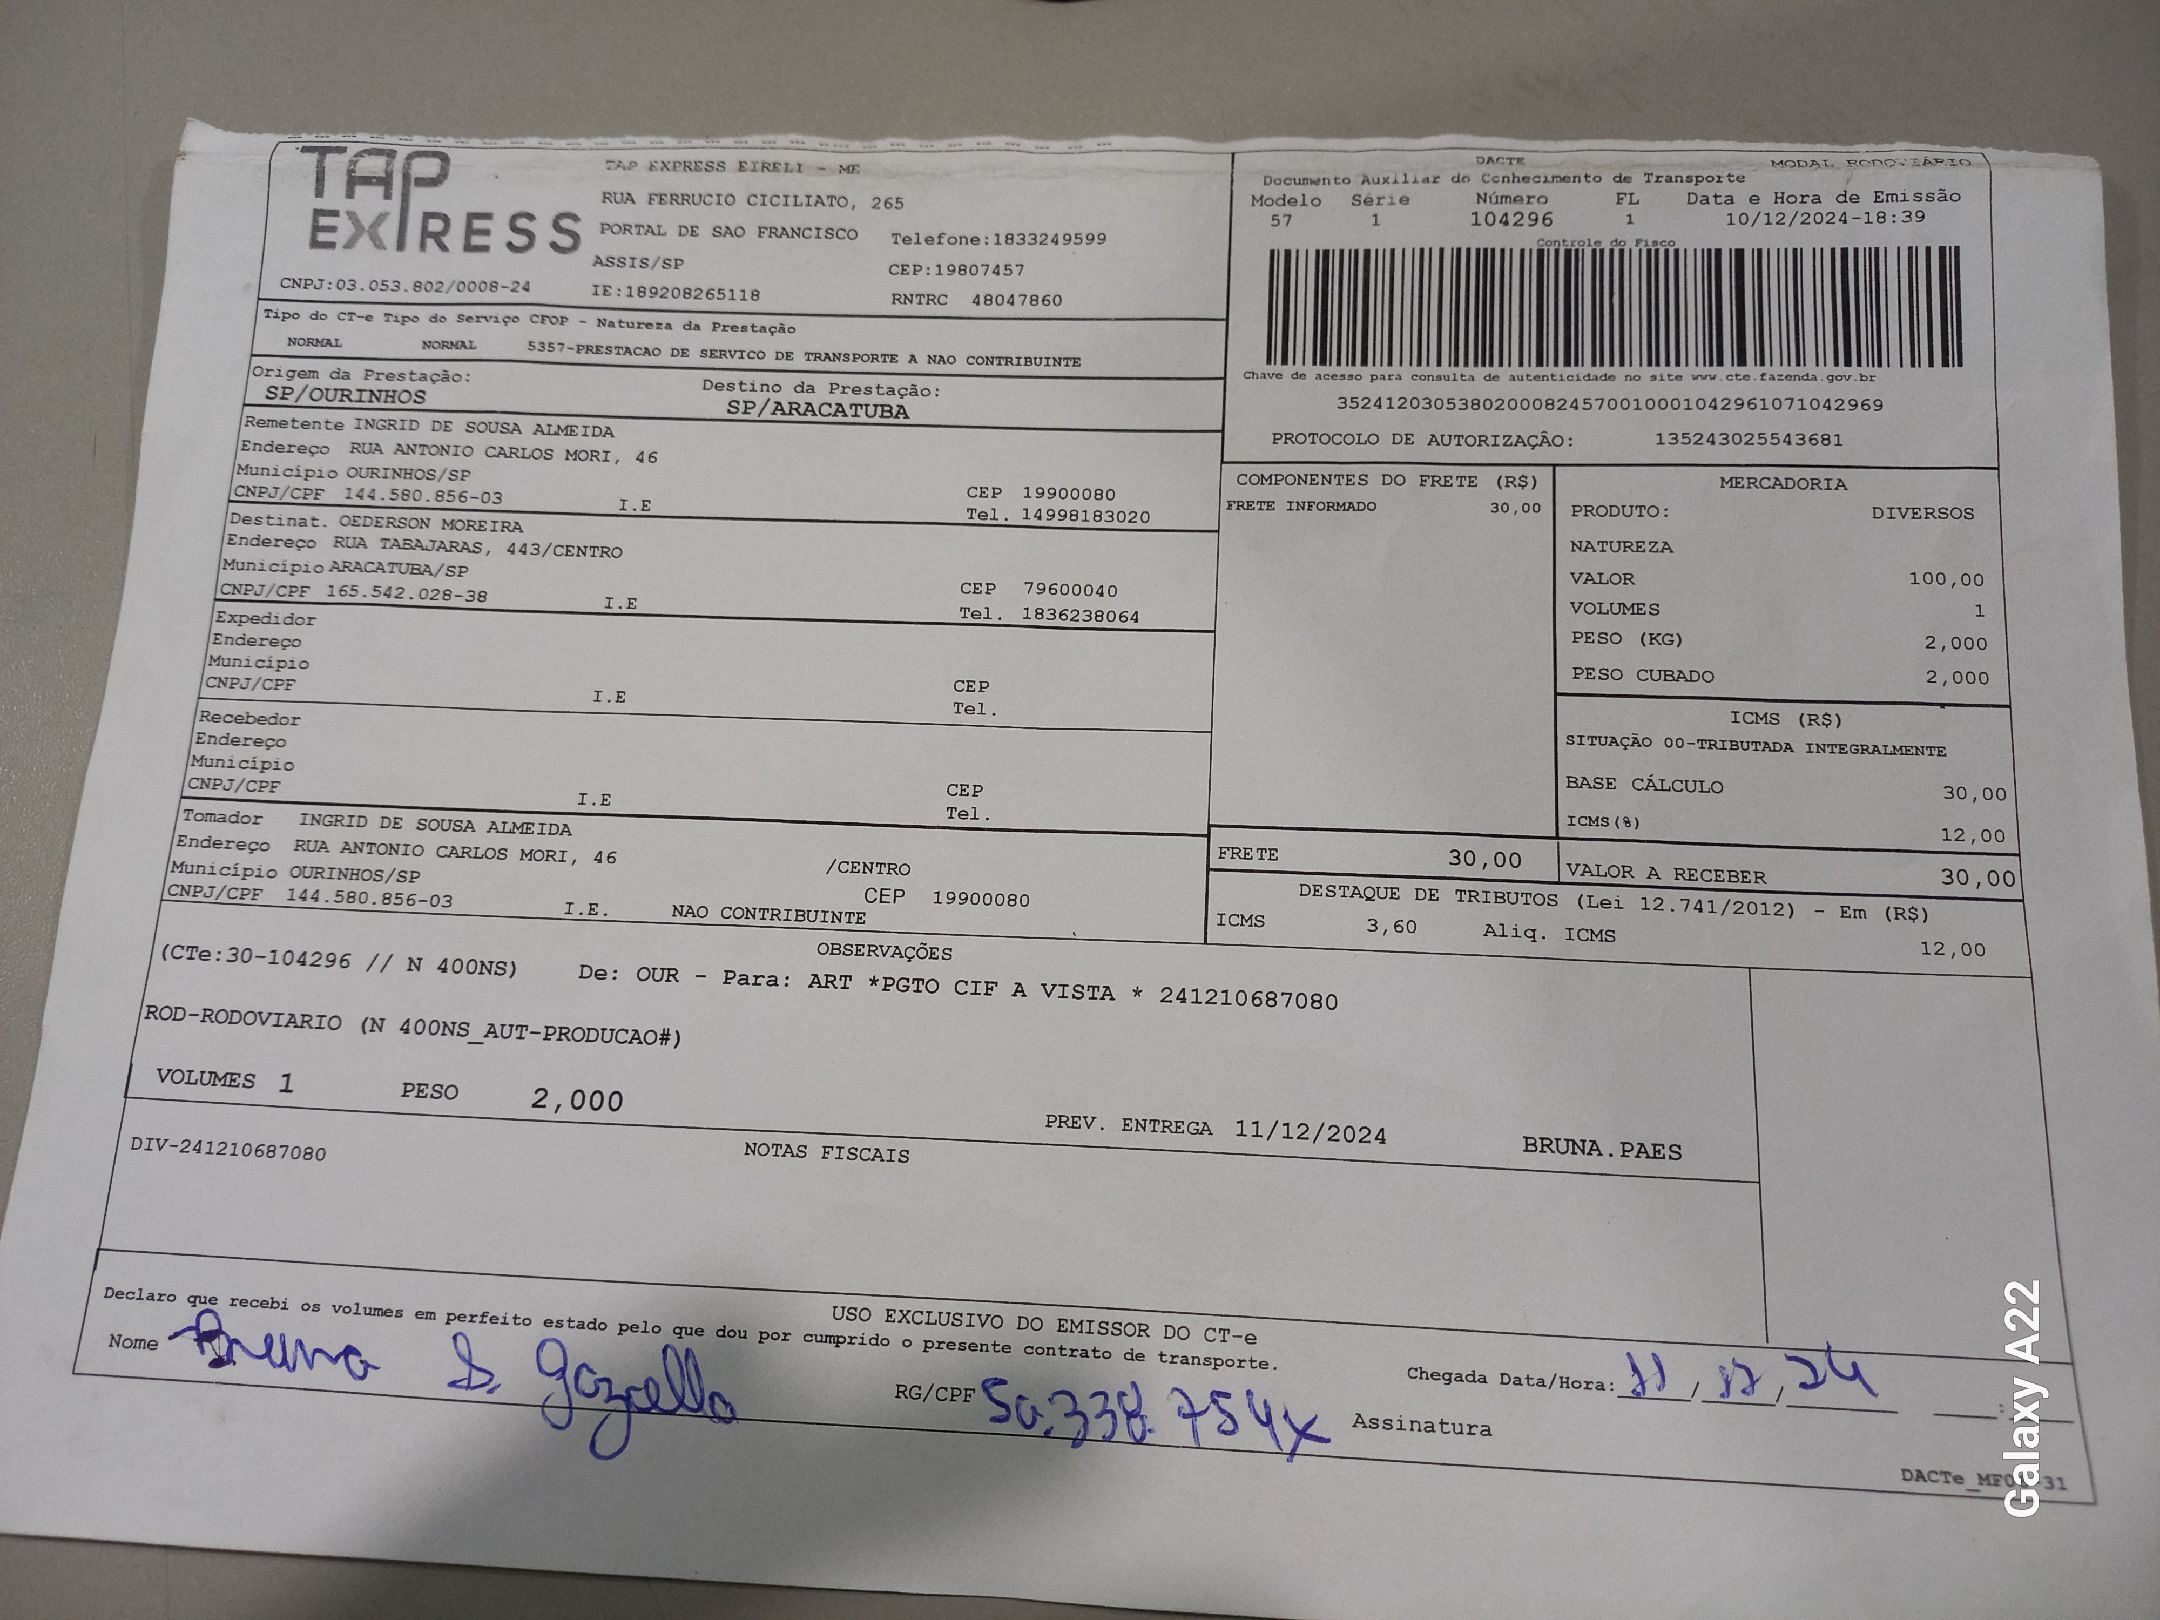 TAP EXPRESS
TAP EXPRESS EIRELI - ME
RUA FERRUCIO CICILIATO, 265
PORTAL DE SAO FRANCISCO Telefone:1833249599
ASSIS/SP CEP:19807457
CNPJ:03.053.802/0008-24 IE:189208265118 RNTRC 48047860
DACTE MODAL RODOVIÁRIO
Documento Auxiliar do Conhecimento de Transporte
Modelo Série Número FL Data e Hora de Emissão
57 1 104296 1 10/12/2024-18:39
Controle do Fisco
Chave de acesso para consulta de autenticidade no site www.cte.fazenda.gov.br
35241203053802000824570010001042961071042969
PROTOCOLO DE AUTORIZAÇÃO: 135243025543681
Tipo do CT-e Tipo do Serviço CFOP - Natureza da Prestação
NORMAL NORMAL 5357-PRESTACAO DE SERVICO DE TRANSPORTE A NAO CONTRIBUINTE
Origem da Prestação: Destino da Prestação:
SP/OURINHOS SP/ARACATUBA
Remetente INGRID DE SOUSA ALMEIDA
Endereço RUA ANTONIO CARLOS MORI, 46
Município OURINHOS/SP CEP 19900080
CNPJ/CPF 144.580.856-03 I.E Tel. 14998183020
Destinat. OEDERSON MOREIRA
Endereço RUA TABAJARAS, 443/CENTRO
Município ARACATUBA/SP CEP 79600040
CNPJ/CPF 165.542.028-38 I.E Tel. 1836238064
Expedidor
Endereço
Município CEP
CNPJ/CPF I.E Tel.
Recebedor
Endereço
Município CEP
CNPJ/CPF I.E Tel.
Tomador INGRID DE SOUSA ALMEIDA
Endereço RUA ANTONIO CARLOS MORI, 46 /CENTRO
Município OURINHOS/SP CEP 19900080
CNPJ/CPF 144.580.856-03 I.E. NAO CONTRIBUINTE
COMPONENTES DO FRETE (R$)
FRETE INFORMADO 30,00
MERCADORIA
PRODUTO: DIVERSOS
NATUREZA
VALOR 100,00
VOLUMES 1
PESO (KG) 2,000
PESO CUBADO 2,000
ICMS (R$)
SITUAÇÃO 00-TRIBUTADA INTEGRALMENTE
BASE CÁLCULO 30,00
ICMS(%) 12,00
FRETE 30,00 VALOR A RECEBER 30,00
DESTAQUE DE TRIBUTOS (Lei 12.741/2012) - Em (R$)
ICMS 3,60 Aliq. ICMS 12,00
OBSERVAÇÕES
(CTe:30-104296 // N 400NS) De: OUR - Para: ART *PGTO CIF A VISTA * 241210687080
ROD-RODOVIARIO (N 400NS_AUT-PRODUCAO#)
VOLUMES 1 PESO 2,000
PREV. ENTREGA 11/12/2024 BRUNA.PAES
DIV-241210687080 NOTAS FISCAIS
USO EXCLUSIVO DO EMISSOR DO CT-e
Declaro que recebi os volumes em perfeito estado pelo que dou por cumprido o presente contrato de transporte.
Nome Bruna S. RG/CPF 50.338.754X
Chegada Data/Hora: 11/12/24 :
Assinatura
DACTe_MF 31
Galaxy A22